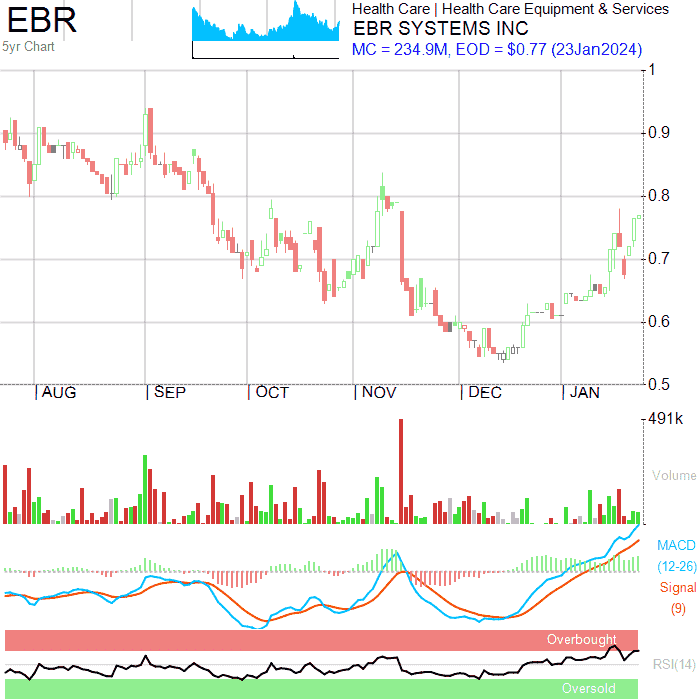 EBR
5yr Chart
Health Care | Health Care Equipment & Services
EBR SYSTEMS INC
MC = 234.9M, EOD = $0.77 (23Jan2024)
1
0.9
0.8
0.7
0.6
0.5
| AUG | SEP | OCT | NOV | DEC | JAN
491k
Volume
MACD
(12-26)
Signal
(9)
Overbought
RSI(14)
Oversold